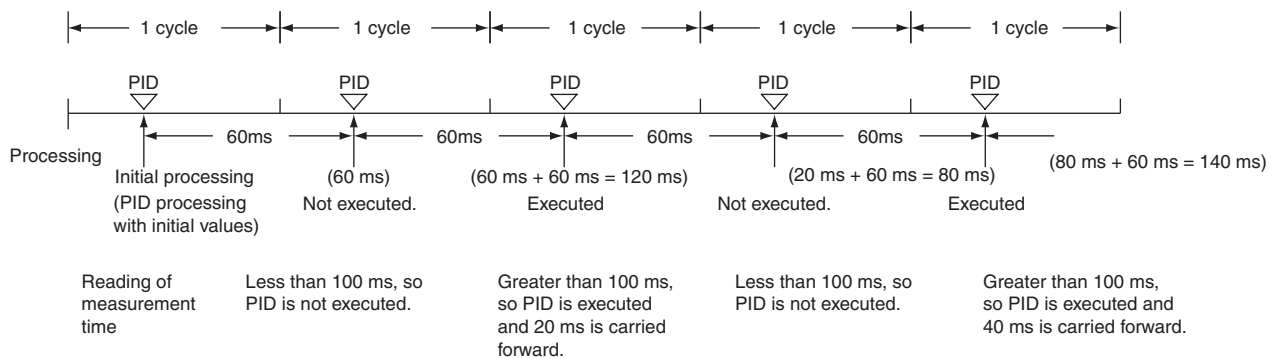 1 cycle 1 cycle 1 cycle 1 cycle 1 cycle
PID PID PID PID PID
60ms 60ms 60ms 60ms
Processing
Initial processing
(PID processing
with initial values)
(60 ms)
Not executed.
(60 ms + 60 ms = 120 ms)
Executed
(20 ms + 60 ms = 80 ms)
Not executed.
(80 ms + 60 ms = 140 ms)
Executed
Reading of
measurement
time
Less than 100 ms, so
PID is not executed.
Greater than 100 ms,
so PID is executed
and 20 ms is carried
forward.
Less than 100 ms, so
PID is not executed.
Greater than 100 ms,
so PID is executed and
40 ms is carried forward.